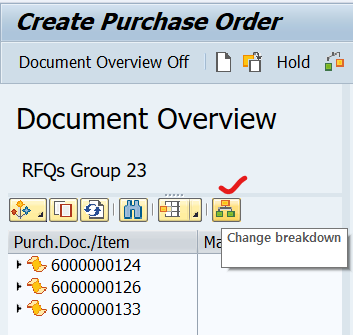 Create Purchase Order
Document Overview Off Hold
Document Overview
RFQs Group 23
Change breakdown
Purch.Doc./Item Ma
6000000124
6000000126
6000000133